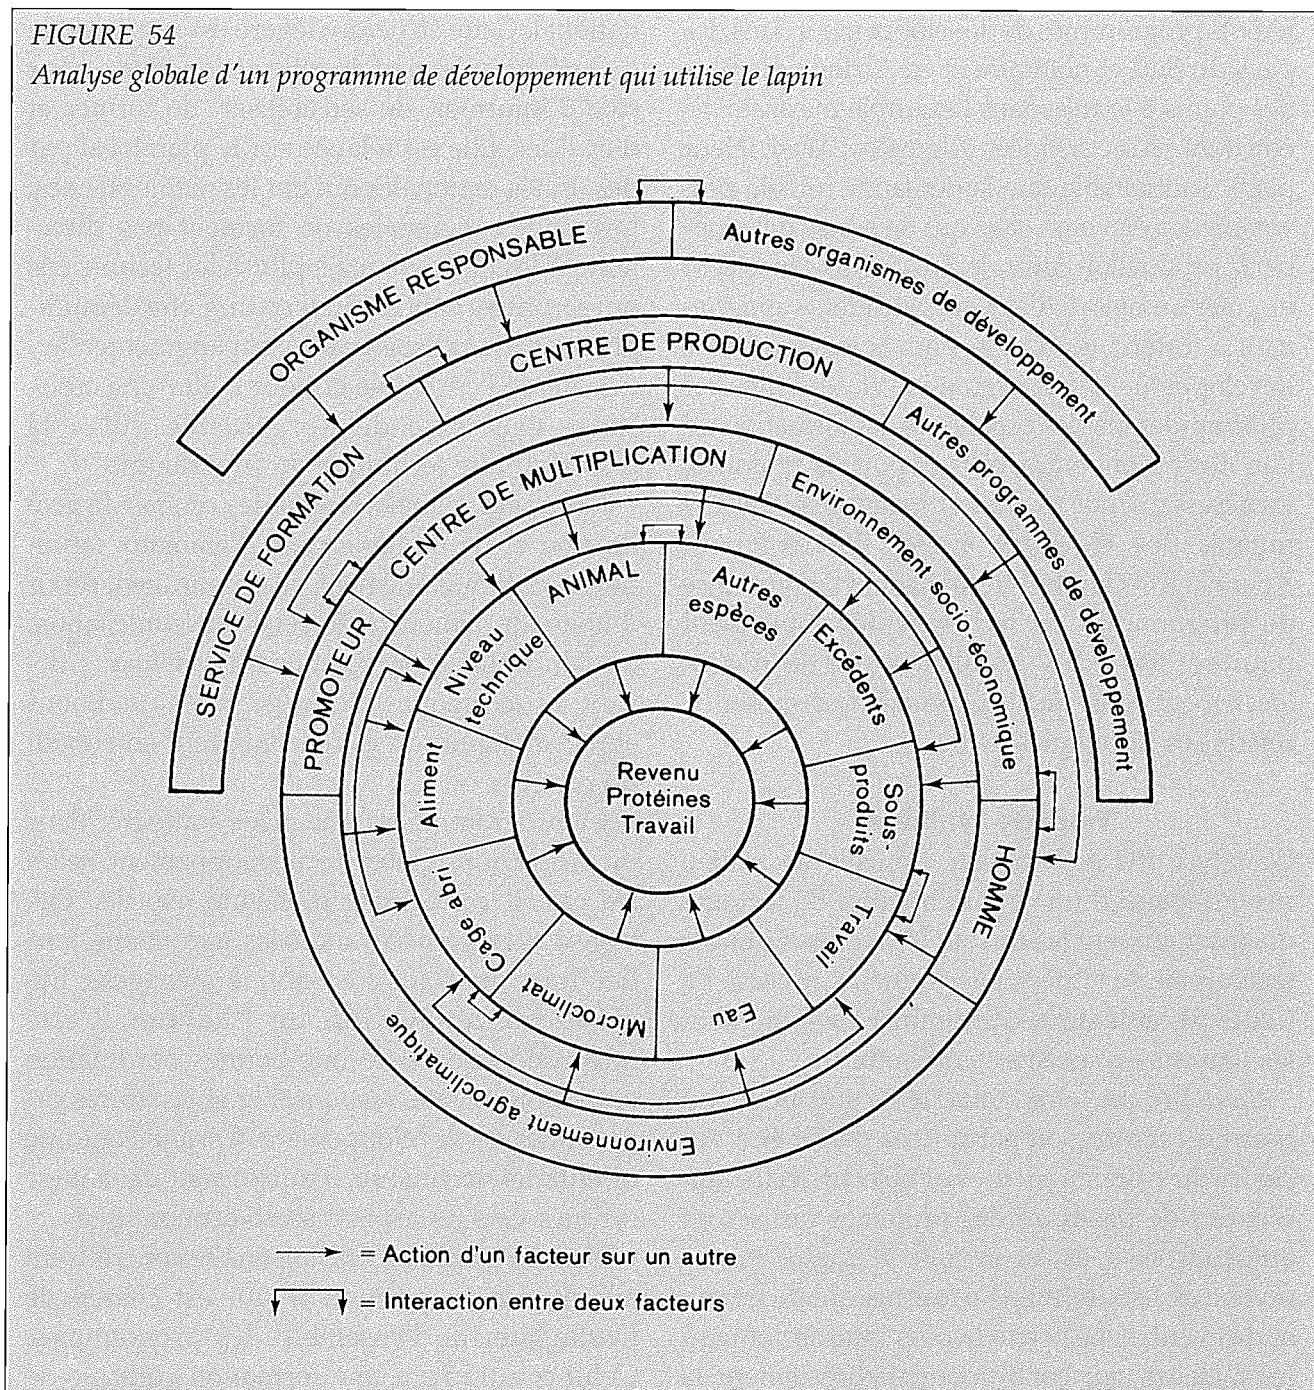 FIGURE 54
Analyse globale d'un programme de développement qui utilise le lapin
ORGANISME RESPONSABLE
Autres organismes de développement
SERVICE DE FORMATION
CENTRE DE PRODUCTION
Autres programmes de développement
PROMOTEUR
CENTRE DE MULTIPLICATION
Environnement socio-économique
HOMME
Environnement agroclimatique
Niveau
technique
ANIMAL
Autres
espèces
Excédents
Sous-
produits
Travail
Eau
Microclimat
Cage abri
Aliment
Revenu
Protéines
Travail
= Action d'un facteur sur un autre
= Interaction entre deux facteurs